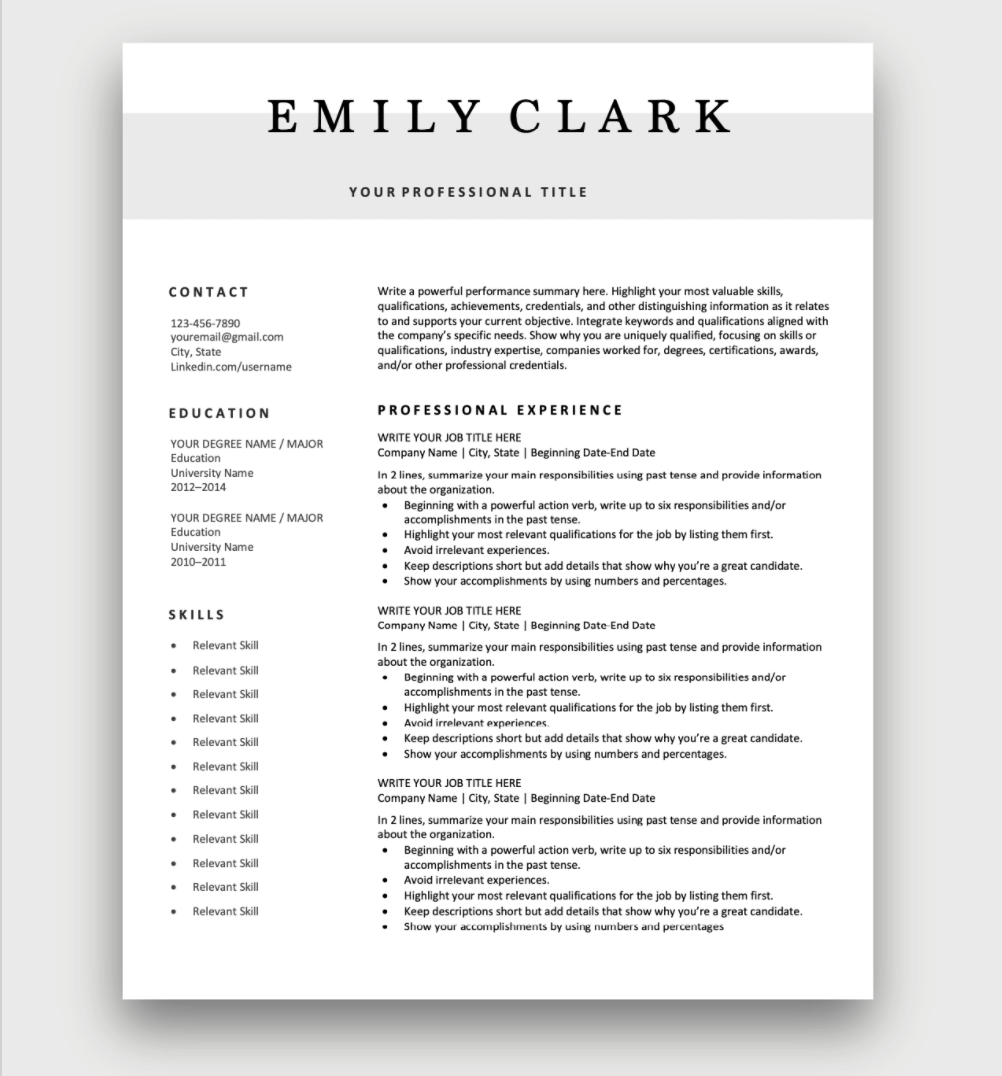 EMILY CLARK
YOUR PROFESSIONAL TITLE
CONTACT
123-456-7890
youremail@gmail.com
City, State
Linkedin.com/username
EDUCATION
YOUR DEGREE NAME / MAJOR
Education
University Name
2012–2014
YOUR DEGREE NAME / MAJOR
Education
University Name
2010–2011
SKILLS
• Relevant Skill
• Relevant Skill
• Relevant Skill
• Relevant Skill
• Relevant Skill
• Relevant Skill
• Relevant Skill
• Relevant Skill
• Relevant Skill
• Relevant Skill
• Relevant Skill
• Relevant Skill
Write a powerful performance summary here. Highlight your most valuable skills,
qualifications, achievements, credentials, and other distinguishing information as it relates
to and supports your current objective. Integrate keywords and qualifications aligned with
the company’s specific needs. Show why you are uniquely qualified, focusing on skills or
qualifications, industry expertise, companies worked for, degrees, certifications, awards,
and/or other professional credentials.
PROFESSIONAL EXPERIENCE
WRITE YOUR JOB TITLE HERE
Company Name | City, State | Beginning Date-End Date
In 2 lines, summarize your main responsibilities using past tense and provide information
about the organization.
• Beginning with a powerful action verb, write up to six responsibilities and/or
accomplishments in the past tense.
• Highlight your most relevant qualifications for the job by listing them first.
• Avoid irrelevant experiences.
• Keep descriptions short but add details that show why you’re a great candidate.
• Show your accomplishments by using numbers and percentages.
WRITE YOUR JOB TITLE HERE
Company Name | City, State | Beginning Date-End Date
In 2 lines, summarize your main responsibilities using past tense and provide information
about the organization.
• Beginning with a powerful action verb, write up to six responsibilities and/or
accomplishments in the past tense.
• Highlight your most relevant qualifications for the job by listing them first.
• Avoid irrelevant experiences.
• Keep descriptions short but add details that show why you’re a great candidate.
• Show your accomplishments by using numbers and percentages.
WRITE YOUR JOB TITLE HERE
Company Name | City, State | Beginning Date-End Date
In 2 lines, summarize your main responsibilities using past tense and provide information
about the organization.
• Beginning with a powerful action verb, write up to six responsibilities and/or
accomplishments in the past tense.
• Avoid irrelevant experiences.
• Highlight your most relevant qualifications for the job by listing them first.
• Keep descriptions short but add details that show why you’re a great candidate.
• Show your accomplishments by using numbers and percentages